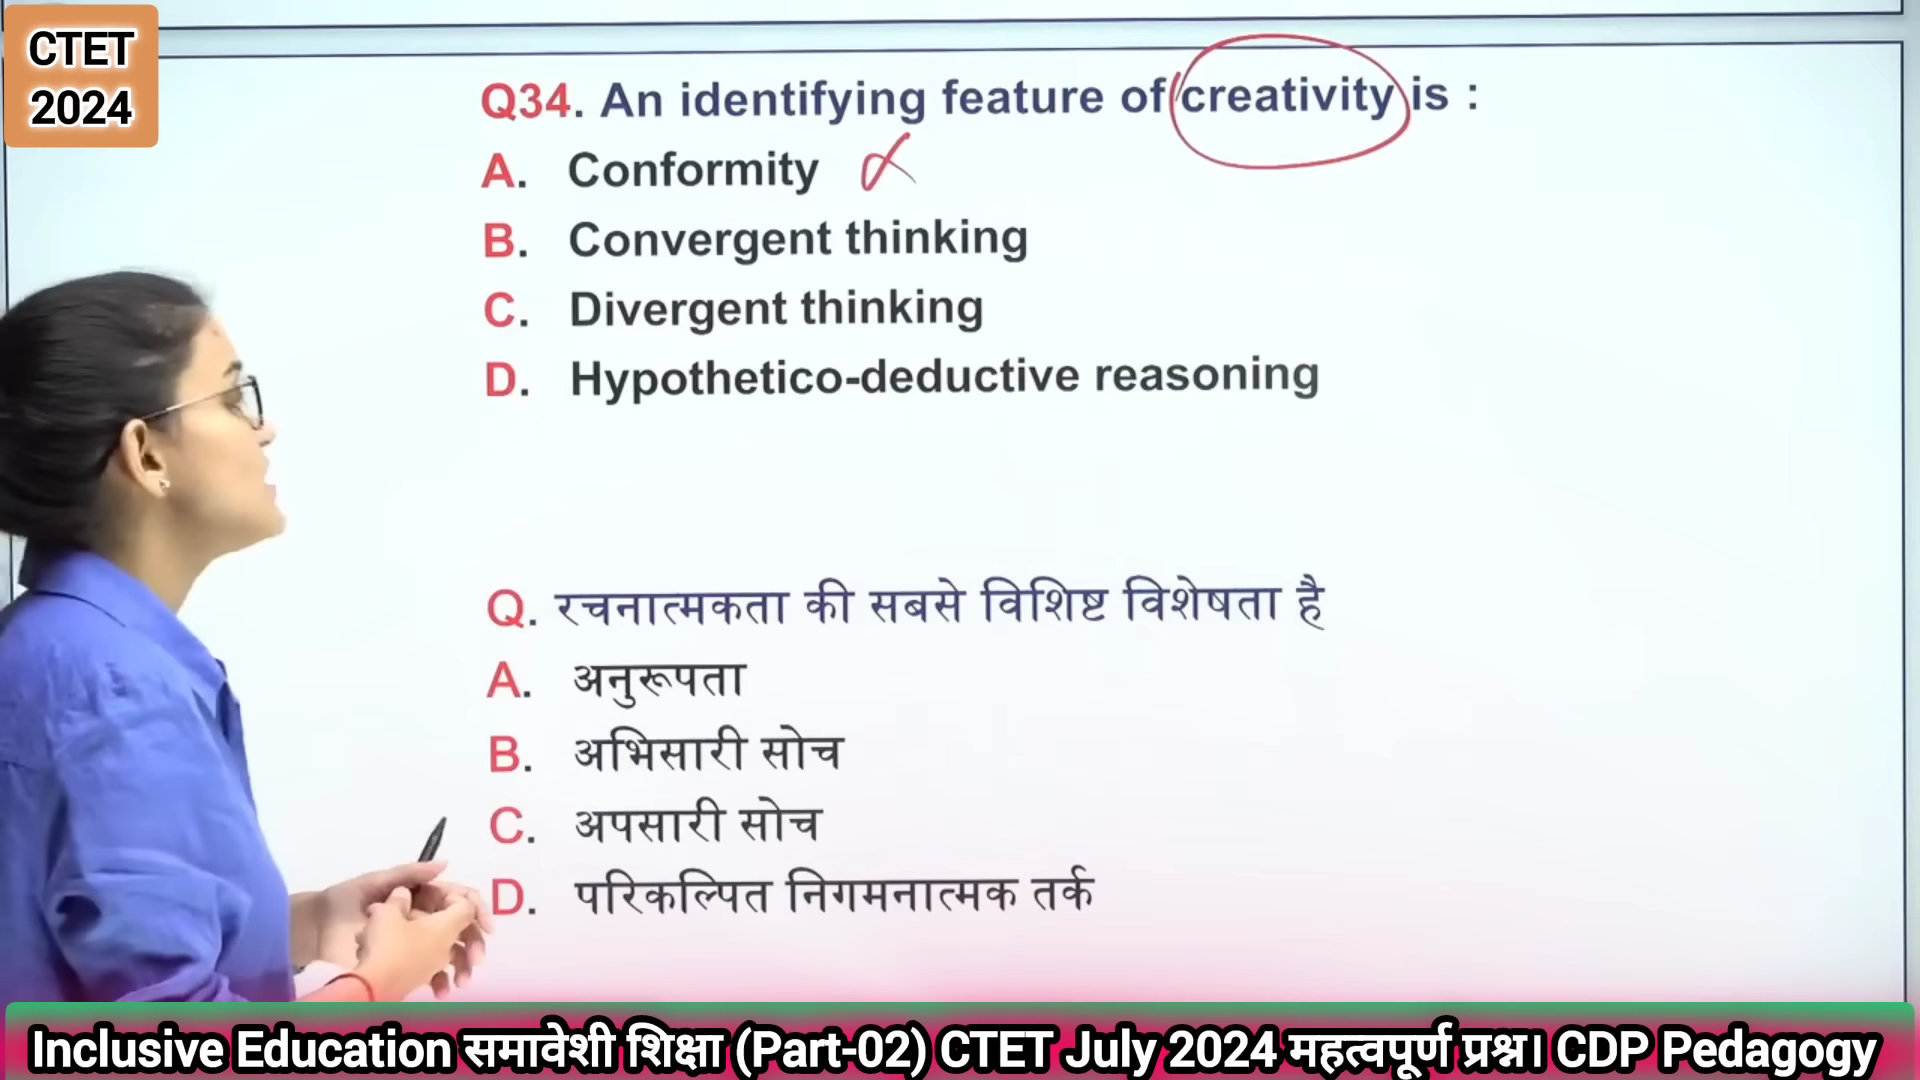 CTET
2024
Q34. An identifying feature of creativity is :
A. Conformity
B. Convergent thinking
C. Divergent thinking
D. Hypothetico-deductive reasoning
Q. रचनात्मकता की सबसे विशिष्ट विशेषता है
A. अनुरूपता
B. अभिसारी सोच
C. अपसारी सोच
D. परिकल्पित निगमनात्मक तर्क
Inclusive Education समावेशी शिक्षा (Part-02) CTET July 2024 महत्वपूर्ण प्रश्न। CDP Pedagogy